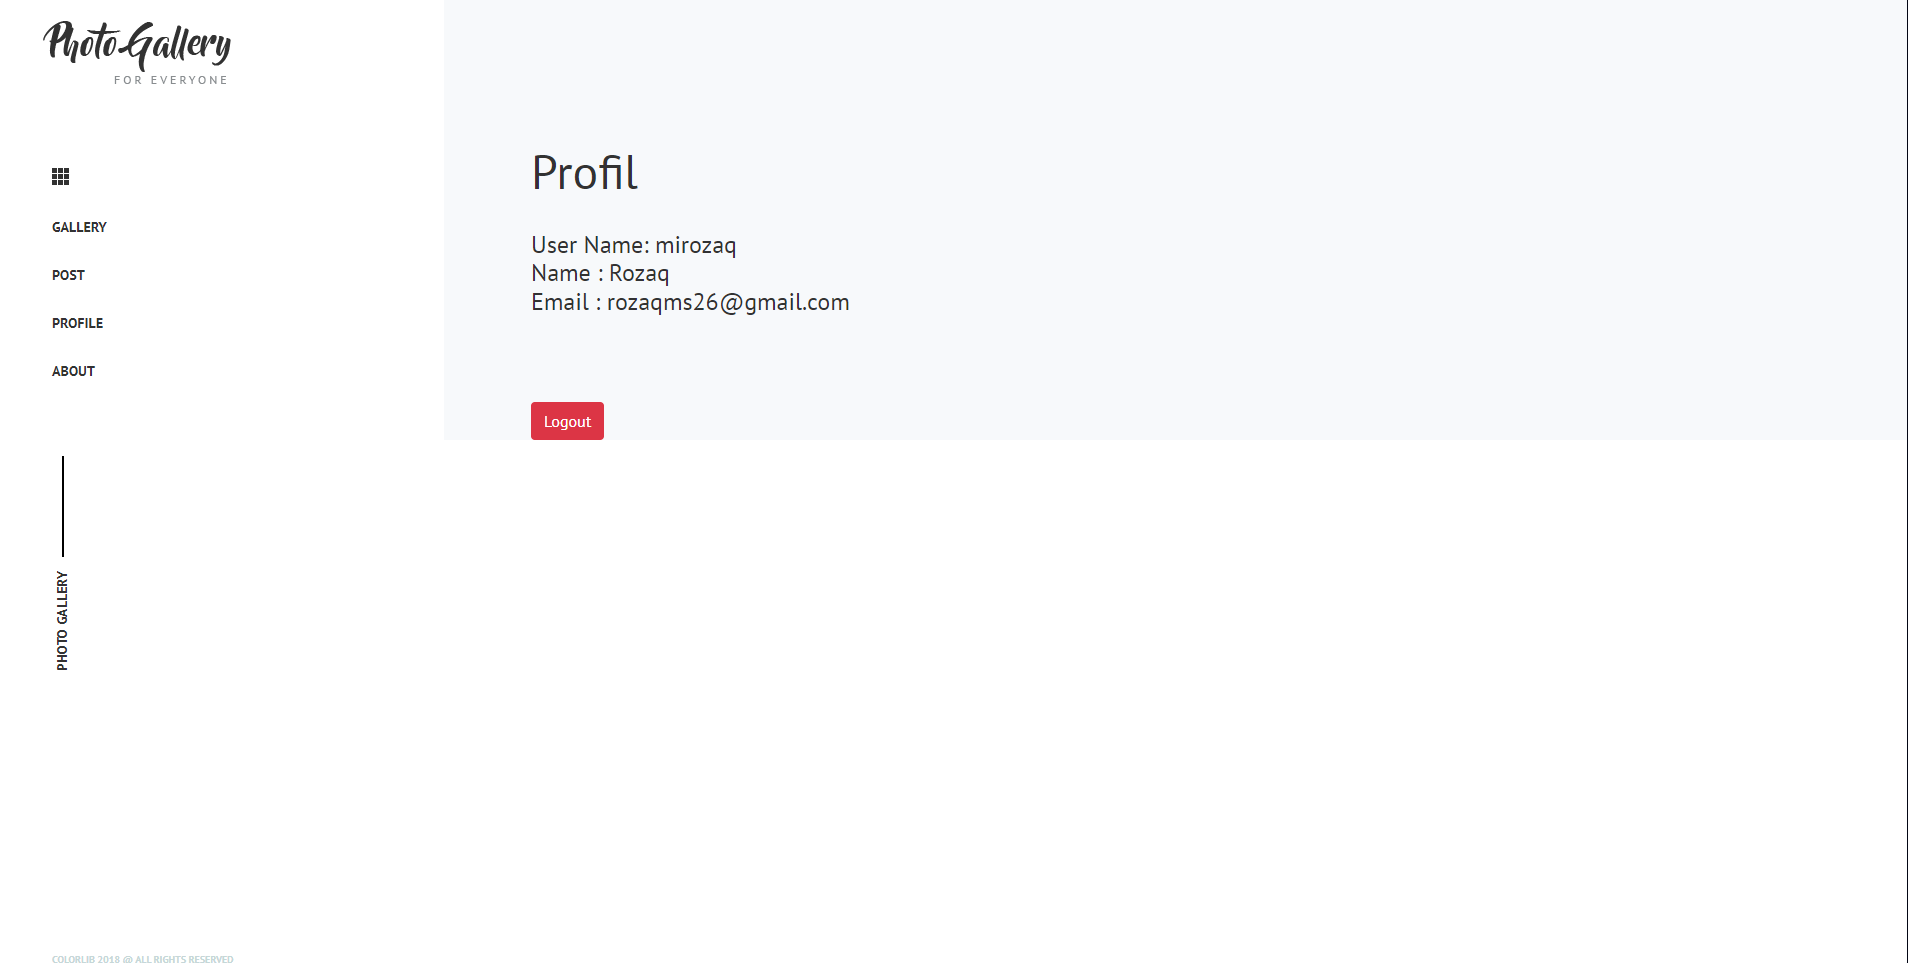 Photo Gallery
FOR EVERYONE
GALLERY
POST
PROFILE
ABOUT
PHOTO GALLERY
COLORLIB 2018 @ ALL RIGHTS RESERVED
Profil
User Name: mirozaq
Name : Rozaq
Email : rozaqms26@gmail.com
Logout